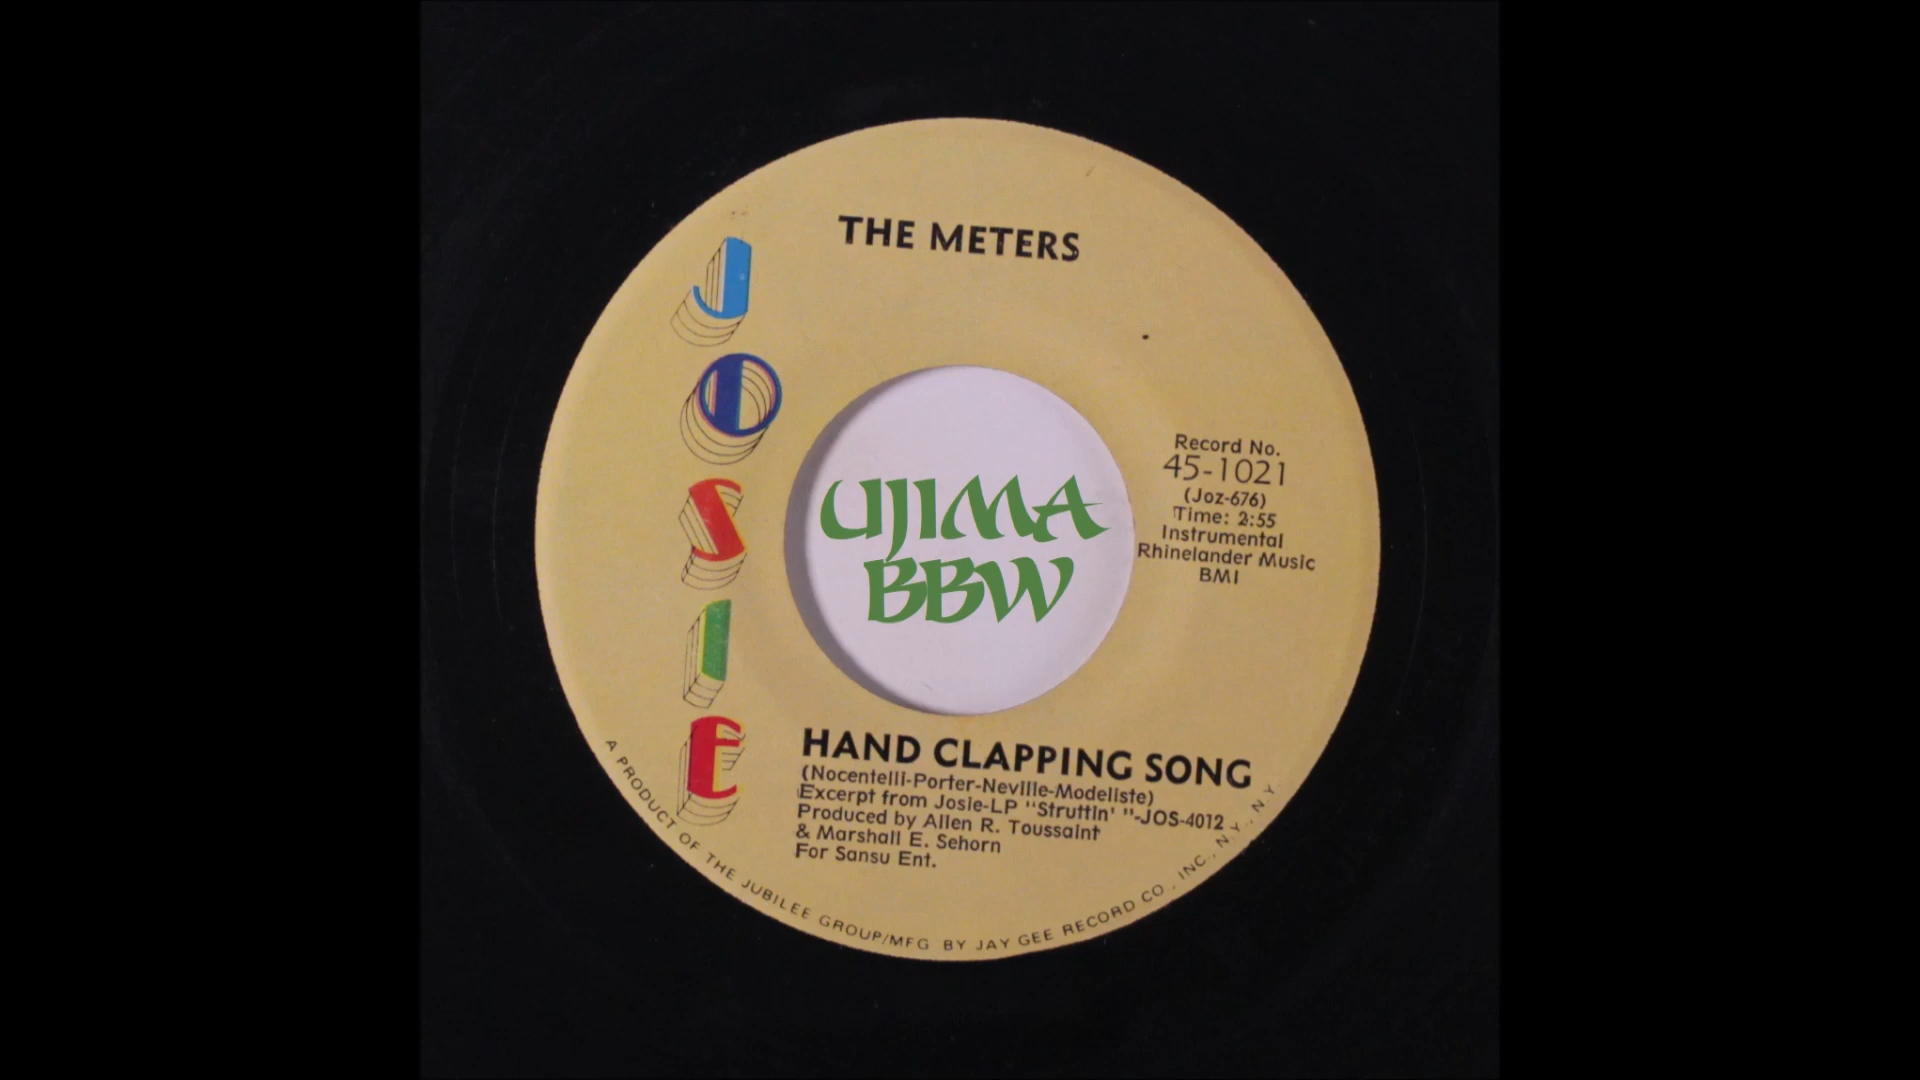 THE METERS
JOSIE
Record No.
45-1021
(Joz-676)
Time: 2:55
Instrumental
Rhinelander Music
BMI
UJIMA
BBW
HAND CLAPPING SONG
(Nocentelli-Porter-Neville-Modeliste)
Excerpt from Josie-LP "Struttin' "-JOS-4012
Produced by Allen R. Toussaint
& Marshall E. Sehorn
For Sansu Ent.
A PRODUCT OF THE JUBILEE GROUP/MFG BY JAY GEE RECORD CO., INC., N.Y., N.Y.